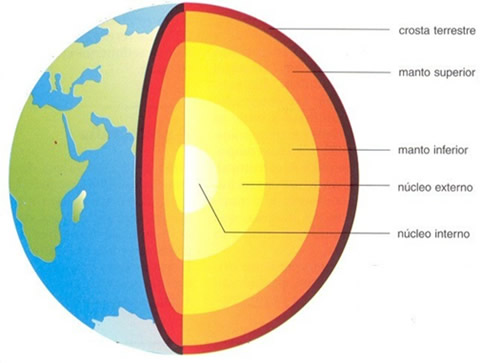 crosta terrestre
manto superior
manto inferior
núcleo externo
núcleo interno